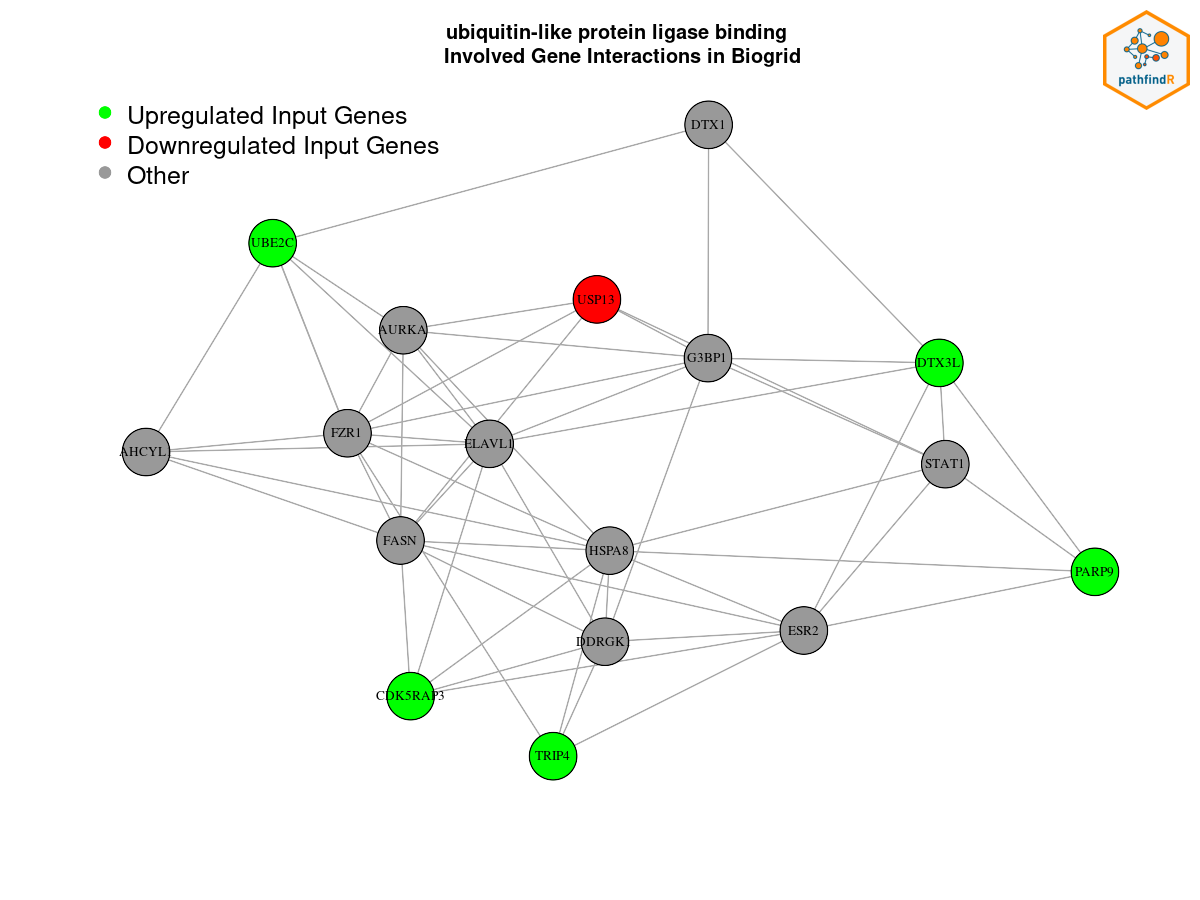 ubiquitin-like protein ligase binding
Involved Gene Interactions in Biogrid
pathfindR
Upregulated Input Genes
Downregulated Input Genes
Other
DTX1
UBE2C
USP13
AURKA
G3BP1
DTX3L
FZR1
ELAVL1
AHCYL
STAT1
FASN
HSPA8
PARP9
ESR2
DDRGK
CDK5RAP3
TRIP4